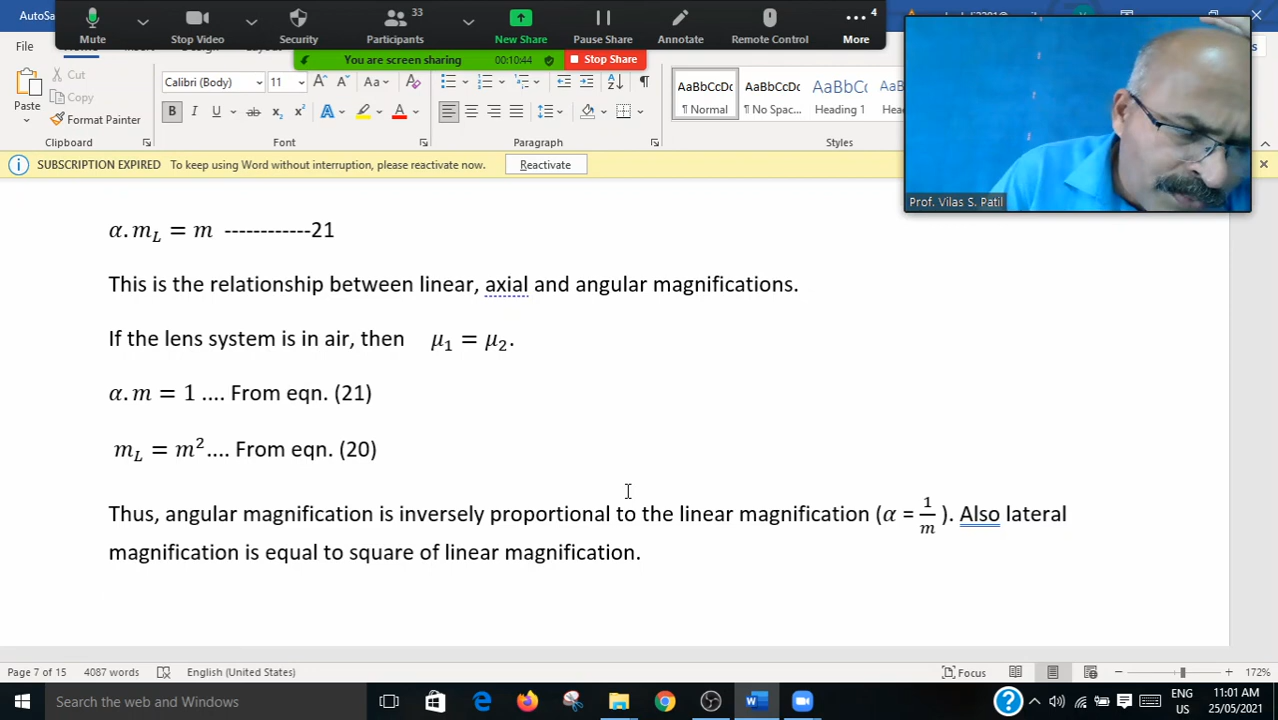 AutoSa
33
4
Mute
Stop Video
Security
Participants
New Share
Pause Share
Annotate
Remote Control
More
You are screen sharing
00:10:44
Stop Share
File
Paste
Cut
Copy
Format Painter
Calibri (Body)
11
AaBbCcDc
AaBbCcDc
AaBbC
¶ Normal
¶ No Spac...
Heading 1
Clipboard
Font
Paragraph
Styles
SUBSCRIPTION EXPIRED To keep using Word without interruption, please reactivate now.
Reactivate
Prof. Vilas S. Patil
α. m_L = m ------------21
This is the relationship between linear, axial and angular magnifications.
If the lens system is in air, then μ₁ = μ₂.
α. m = 1 .... From eqn. (21)
m_L = m² .... From eqn. (20)
Thus, angular magnification is inversely proportional to the linear magnification (α = 1/m ). Also lateral
magnification is equal to square of linear magnification.
Page 7 of 15
4087 words
English (United States)
Focus
172%
Search the web and Windows
ENG
US
11:01 AM
25/05/2021